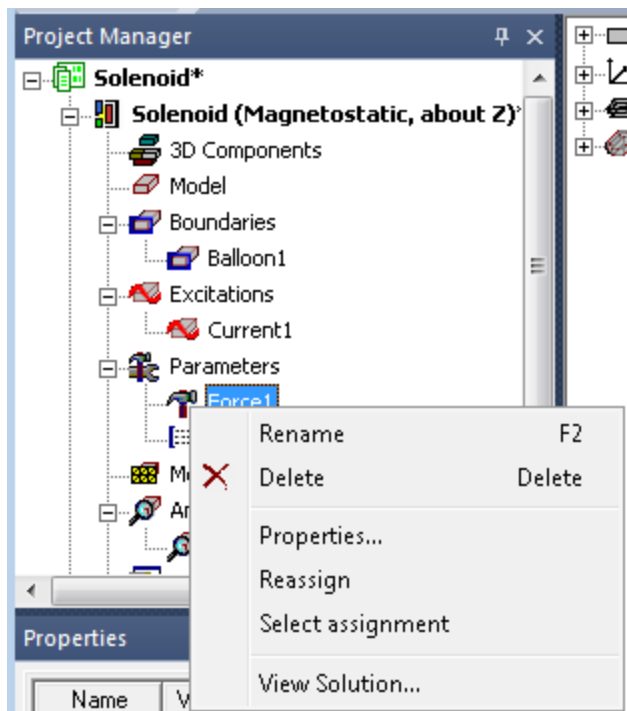 Project Manager
Solenoid*
Solenoid (Magnetostatic, about Z)*
3D Components
Model
Boundaries
Balloon1
Excitations
Current1
Parameters
Force1
Rename F2
Delete Delete
Properties...
Reassign
Select assignment
View Solution...
Properties
Name